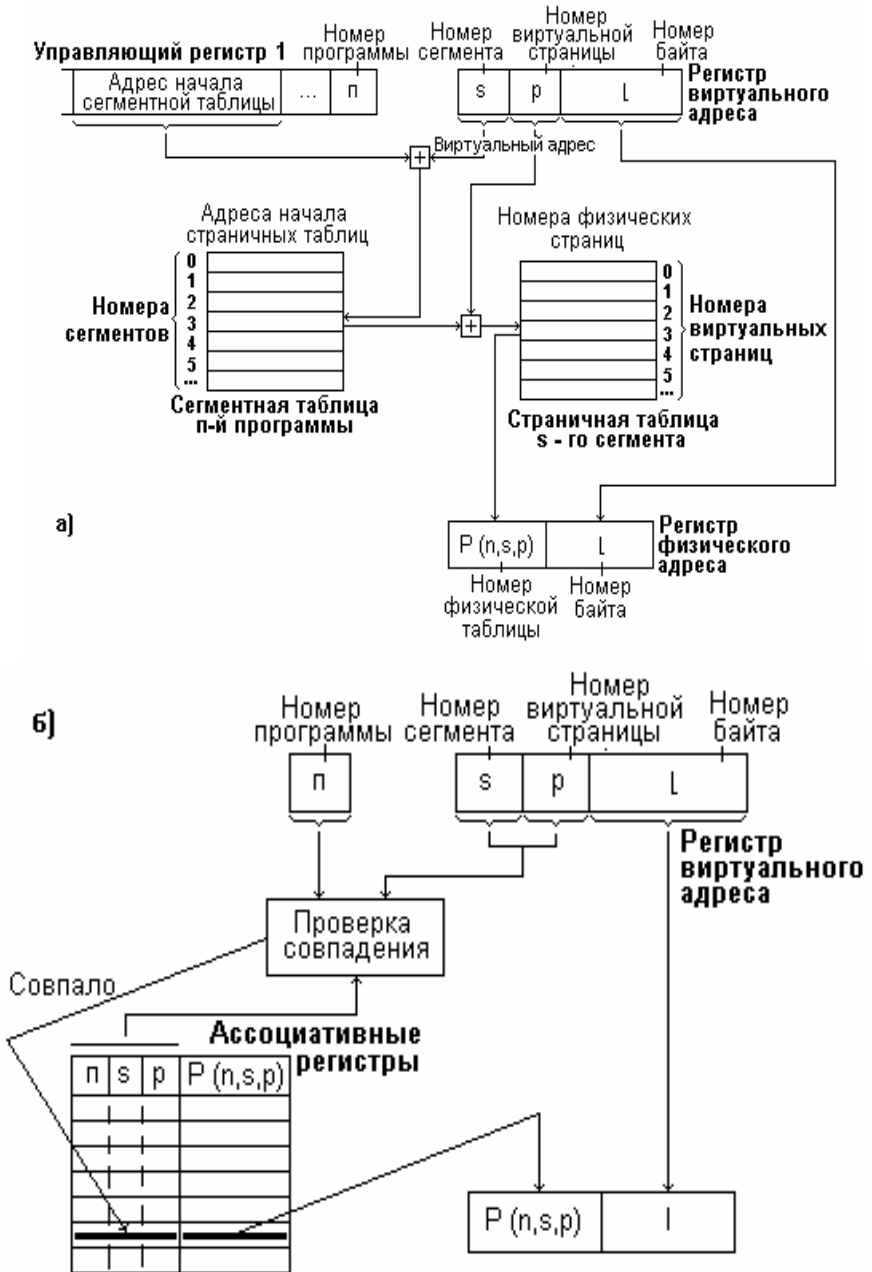 Номер программы
Номер сегмента
Номер виртуальной страницы
Номер байта
Управляющий регистр 1
Адрес начала сегментной таблицы
...
п
s
p
l
Регистр виртуального адреса
+
Виртуальный адрес
Адреса начала страничных таблиц
Номера физических страниц
0
1
2
3
4
5
...
Номера сегментов
+
0
1
2
3
4
5
...
Номера виртуальных страниц
Сегментная таблица п-й программы
Страничная таблица s - го сегмента
а)
P (n,s,p)
l
Регистр физического адреса
Номер физической таблицы
Номер байта
б)
Номер программы
Номер сегмента
Номер виртуальной страницы
Номер байта
п
s
p
l
Регистр виртуального адреса
Проверка совпадения
Совпало
Ассоциативные регистры
п
s
p
P (n,s,p)
P (n,s,p)
l